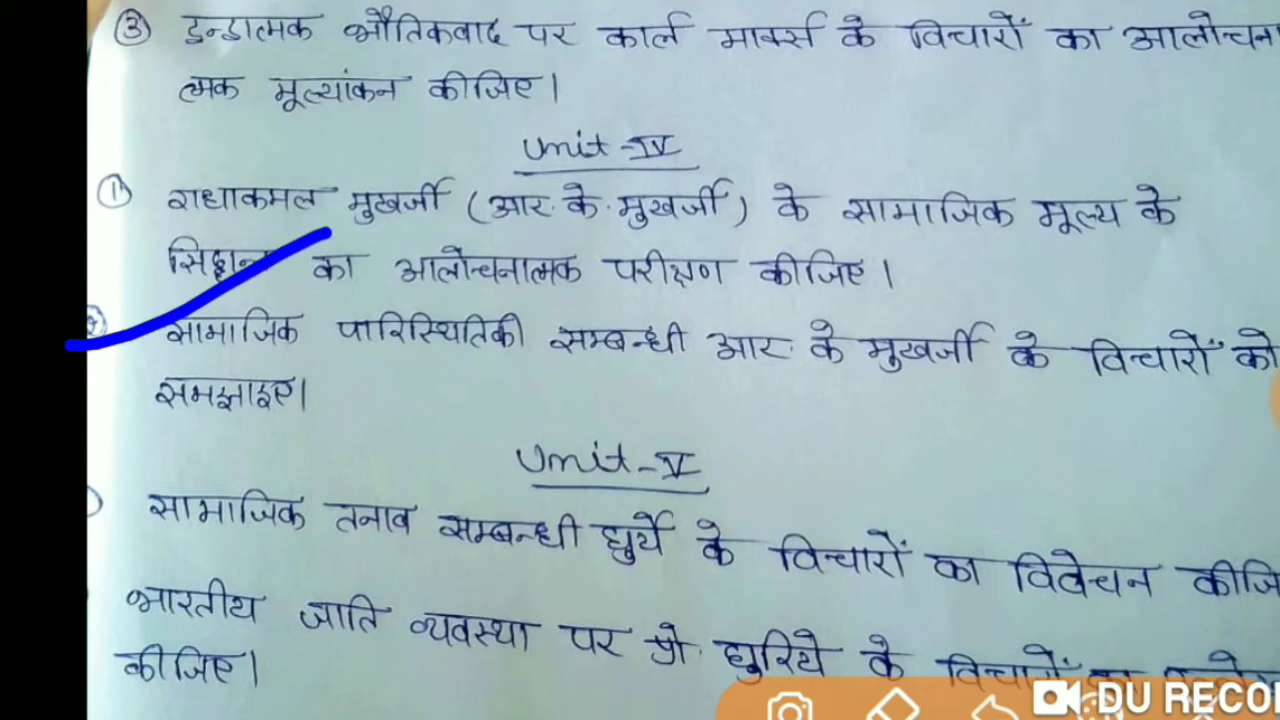 ③ द्वन्द्वात्मक भौतिकवाद पर कार्ल मार्क्स के विचारों का आलोचना
त्मक मूल्यांकन कीजिए।
Unit-IV
① राधाकमल मुखर्जी (आर.के.मुखर्जी) के सामाजिक मूल्य के
सिद्धान्त का आलोचनात्मक परीक्षण कीजिए।
सामाजिक पारिस्थितिकी सम्बन्धी आर. के मुखर्जी के विचारों को
समझाइए।
Unit-V
सामाजिक तनाव सम्बन्धी घुर्ये के विचारों का विवेचन कीजि
भारतीय जाति व्यवस्था पर प्रो. घुरिये के विचारों का
कीजिए।
DU RECO